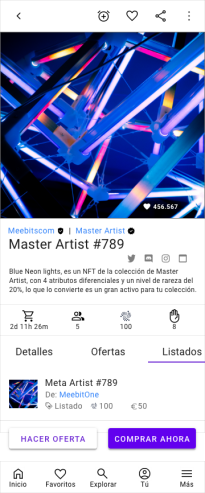 456.567
Meebitscom | Master Artist
Master Artist #789
Blue Neon lights, es un NFT de la colección de Master
Artist, con 4 atributos diferenciales y un nivel de rareza del
20%, lo que lo convierte es un gran activo para tu colección.
2d 11h 26m 5 100 8
Detalles Ofertas Listados
Meta Artist #789
De: MeebitOne
Listado 100 €50
HACER OFERTA COMPRAR AHORA
Inicio Favoritos Explorar Tú Más